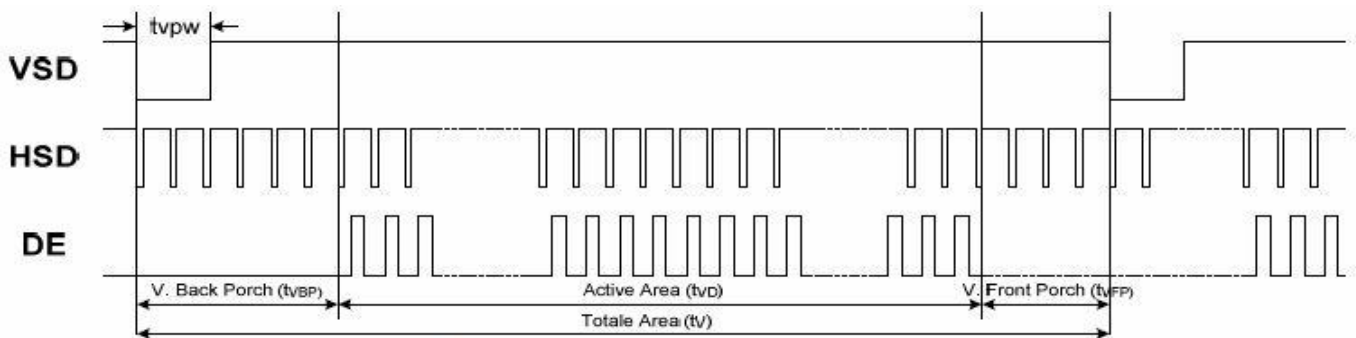 tvpw
VSD
HSD
DE
V. Back Porch (tVBP)
Active Area (tVD)
V. Front Porch (tVFP)
Totale Area (tV)